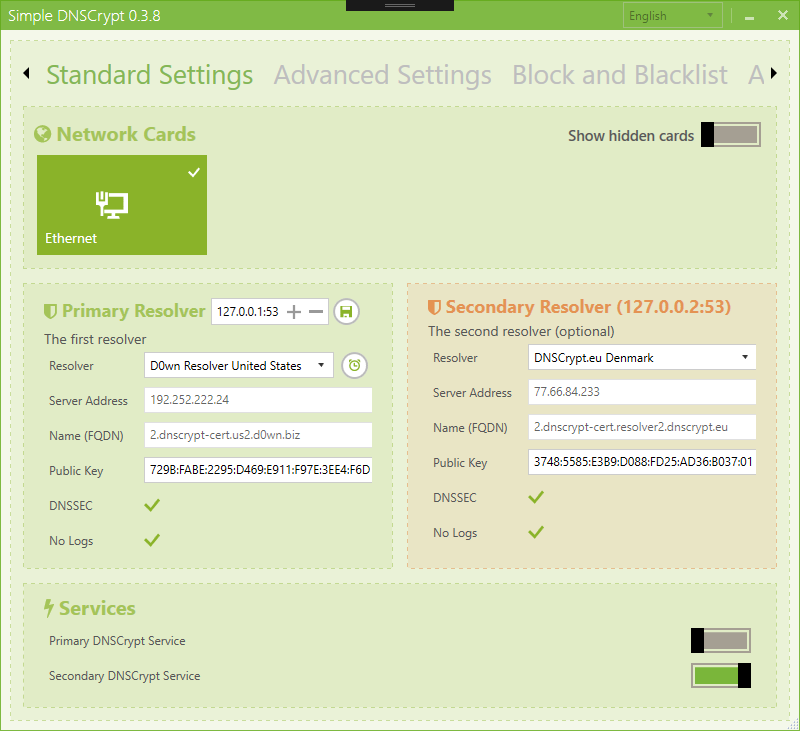 Simple DNSCrypt 0.3.8
English
Standard Settings Advanced Settings Block and Blacklist A
Network Cards
Show hidden cards
Ethernet
Primary Resolver 127.0.0.1:53
The first resolver
Resolver D0wn Resolver United States
Server Address 192.252.222.24
Name (FQDN) 2.dnscrypt-cert.us2.d0wn.biz
Public Key 729B:FABE:2295:D469:E911:F97E:3EE4:F6D
DNSSEC
No Logs
Secondary Resolver (127.0.0.2:53)
The second resolver (optional)
Resolver DNSCrypt.eu Denmark
Server Address 77.66.84.233
Name (FQDN) 2.dnscrypt-cert.resolver2.dnscrypt.eu
Public Key 3748:5585:E3B9:D088:FD25:AD36:B037:01
DNSSEC
No Logs
Services
Primary DNSCrypt Service
Secondary DNSCrypt Service